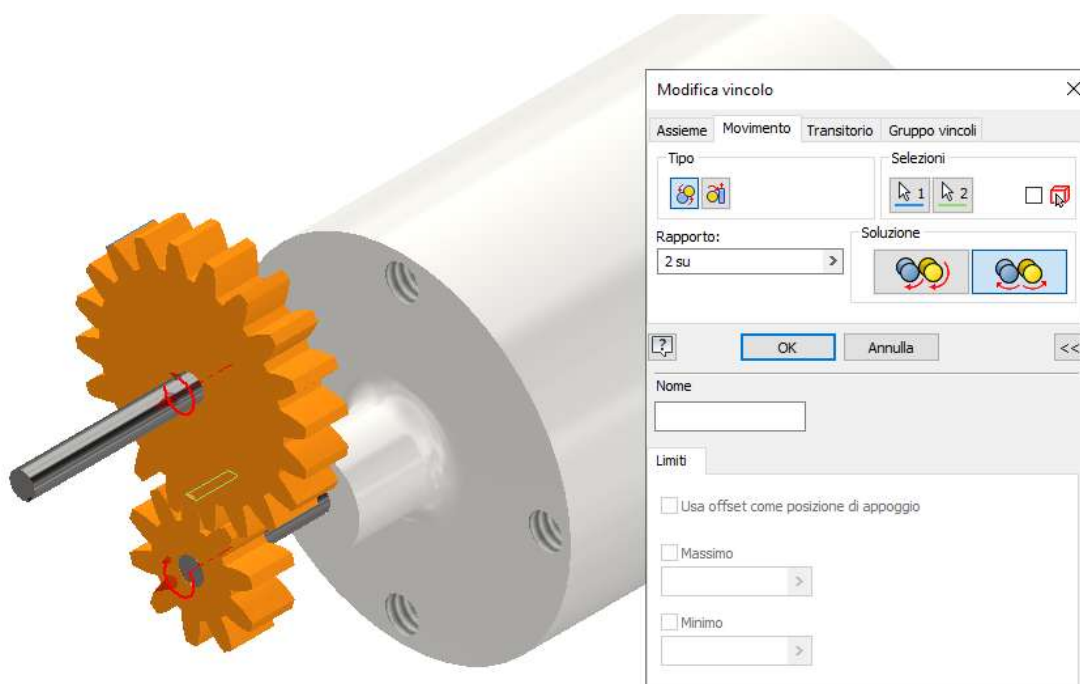 Modifica vincolo
Assieme Movimento Transitorio Gruppo vincoli
Tipo
Selezioni
1 2
Rapporto:
Soluzione
2 su
>
?
OK Annulla <<
Nome
Limiti
Usa offset come posizione di appoggio
Massimo
>
Minimo
>